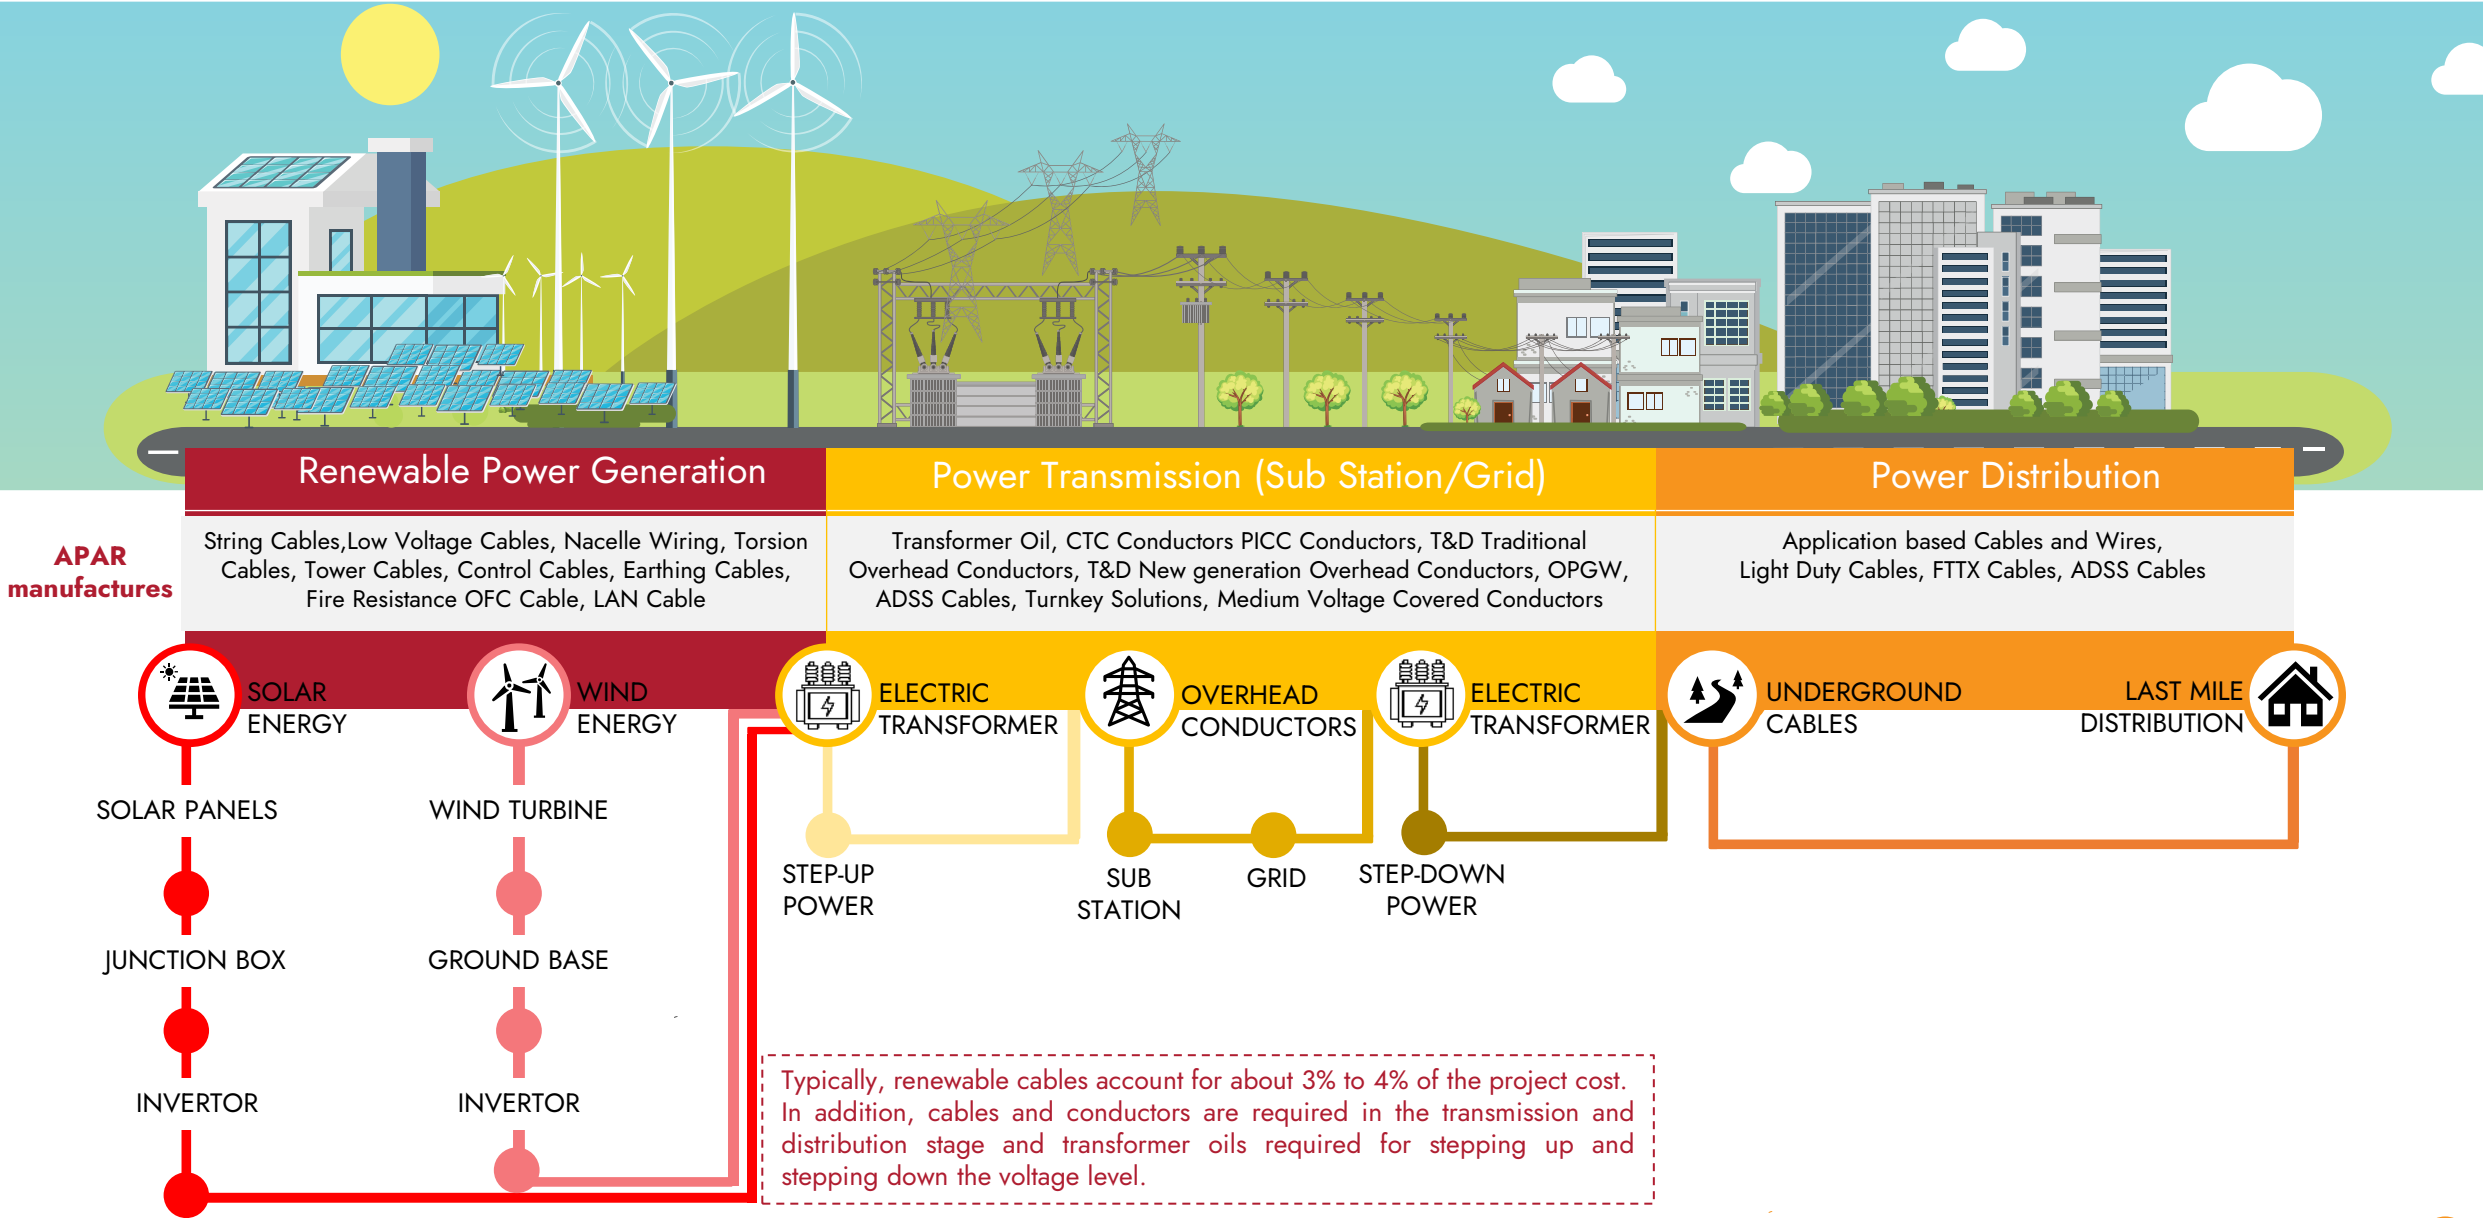 Renewable Power Generation
Power Transmission (Sub Station/Grid)
Power Distribution
APAR
manufactures
String Cables,Low Voltage Cables, Nacelle Wiring, Torsion
Cables, Tower Cables, Control Cables, Earthing Cables,
Fire Resistance OFC Cable, LAN Cable
Transformer Oil, CTC Conductors PICC Conductors, T&D Traditional
Overhead Conductors, T&D New generation Overhead Conductors, OPGW,
ADSS Cables, Turnkey Solutions, Medium Voltage Covered Conductors
Application based Cables and Wires,
Light Duty Cables, FTTX Cables, ADSS Cables
SOLAR
ENERGY
WIND
ENERGY
ELECTRIC
TRANSFORMER
OVERHEAD
CONDUCTORS
ELECTRIC
TRANSFORMER
UNDERGROUND
CABLES
LAST MILE
DISTRIBUTION
SOLAR PANELS
JUNCTION BOX
INVERTOR
WIND TURBINE
GROUND BASE
INVERTOR
STEP-UP
POWER
SUB
STATION
GRID
STEP-DOWN
POWER
Typically, renewable cables account for about 3% to 4% of the project cost.
In addition, cables and conductors are required in the transmission and
distribution stage and transformer oils required for stepping up and
stepping down the voltage level.